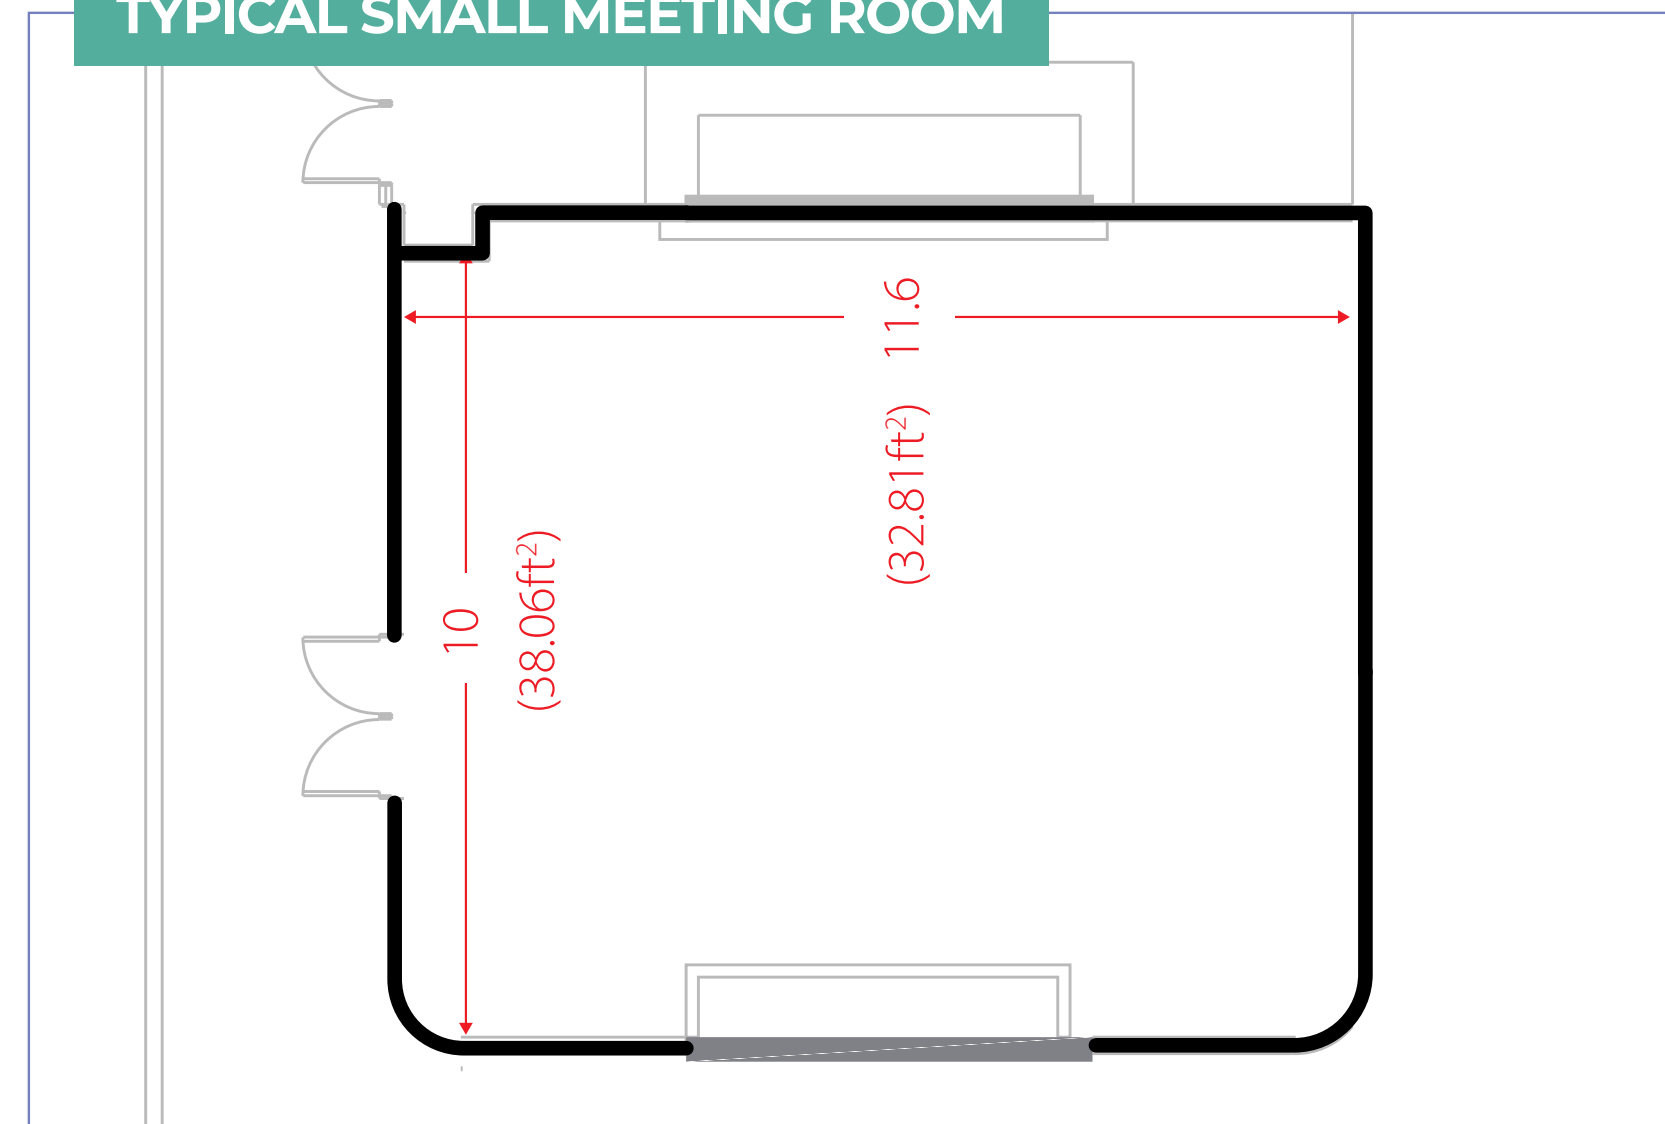 TYPICAL SMALL MEETING ROOM
11.6
(32.81ft²)
10
(38.06ft²)